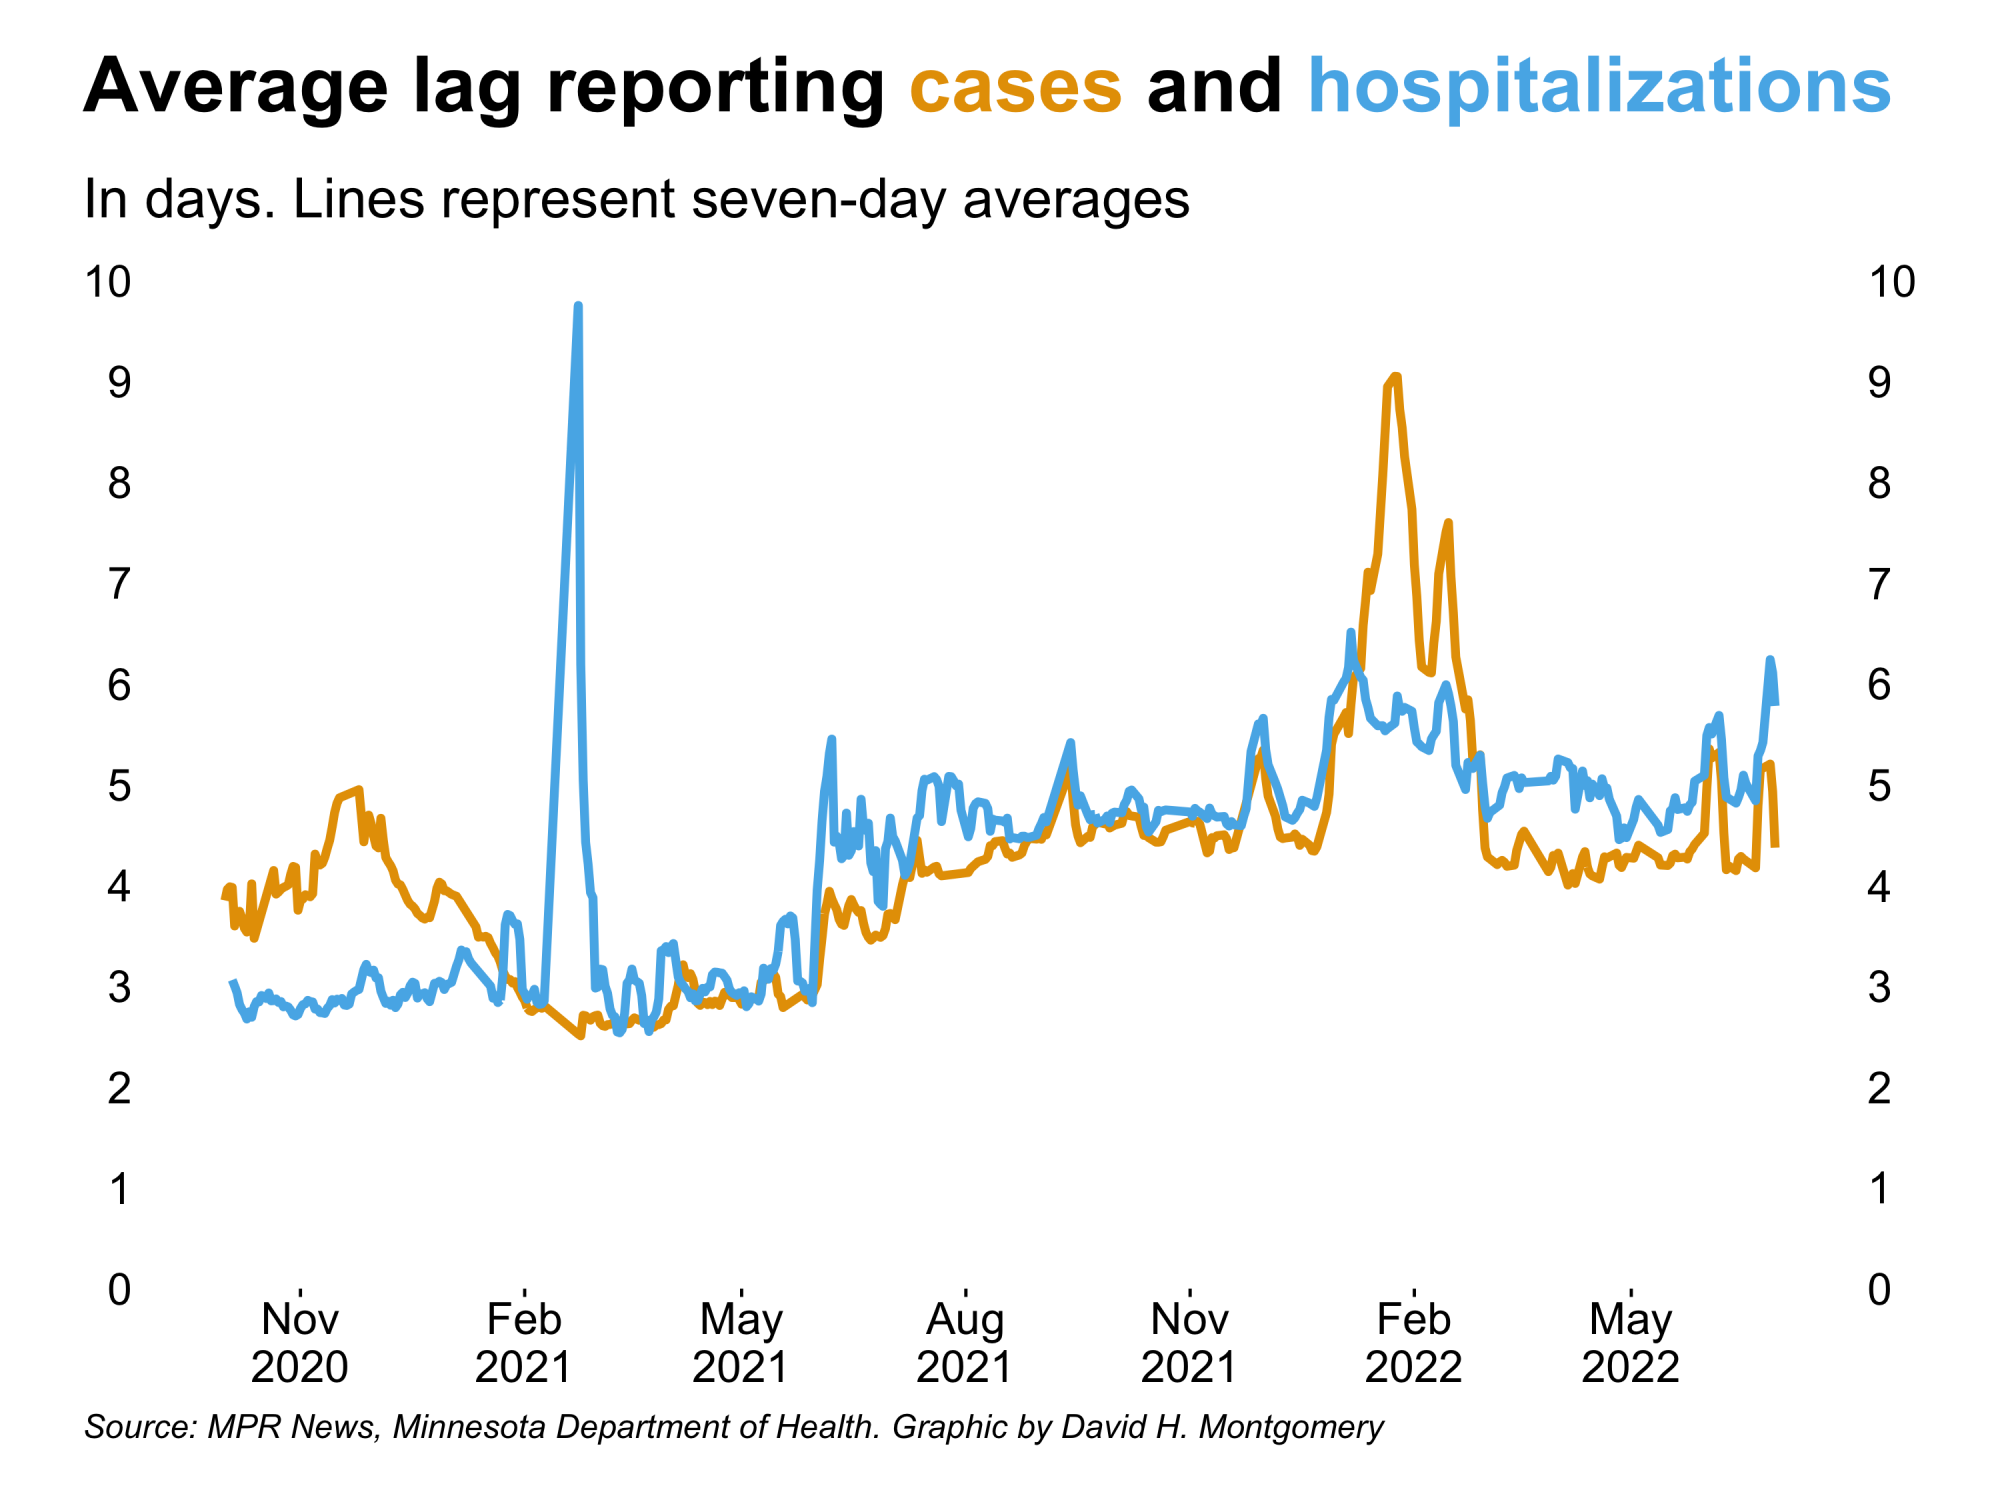 Average lag reporting cases and hospitalizations
In days. Lines represent seven-day averages
10 10
9 9
8 8
7 7
6 6
5 5
4 4
3 3
2 2
1 1
0 0
Nov Feb May Aug Nov Feb May
2020 2021 2021 2021 2021 2022 2022
Source: MPR News, Minnesota Department of Health. Graphic by David H. Montgomery